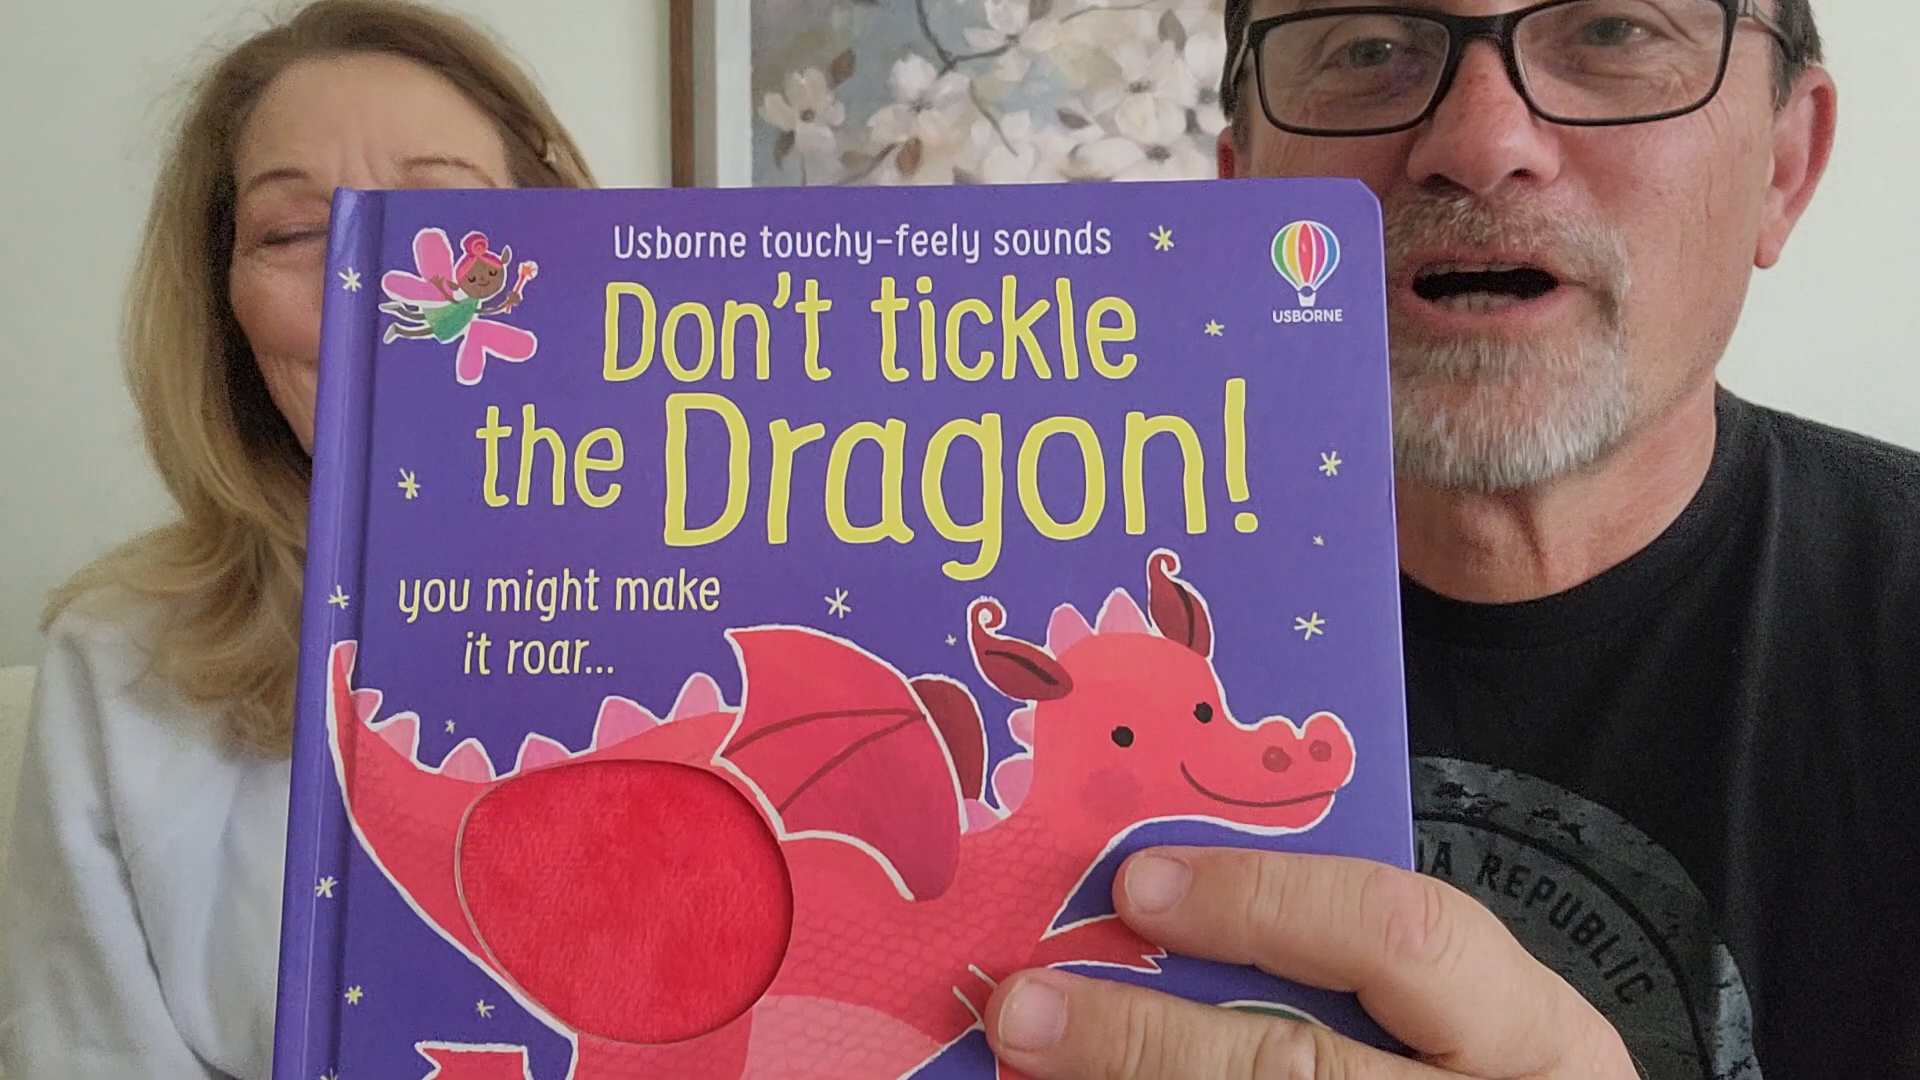 Usborne touchy-feely sounds
Don't tickle
the Dragon!
USBORNE
you might make
it roar...
REPUBLIC